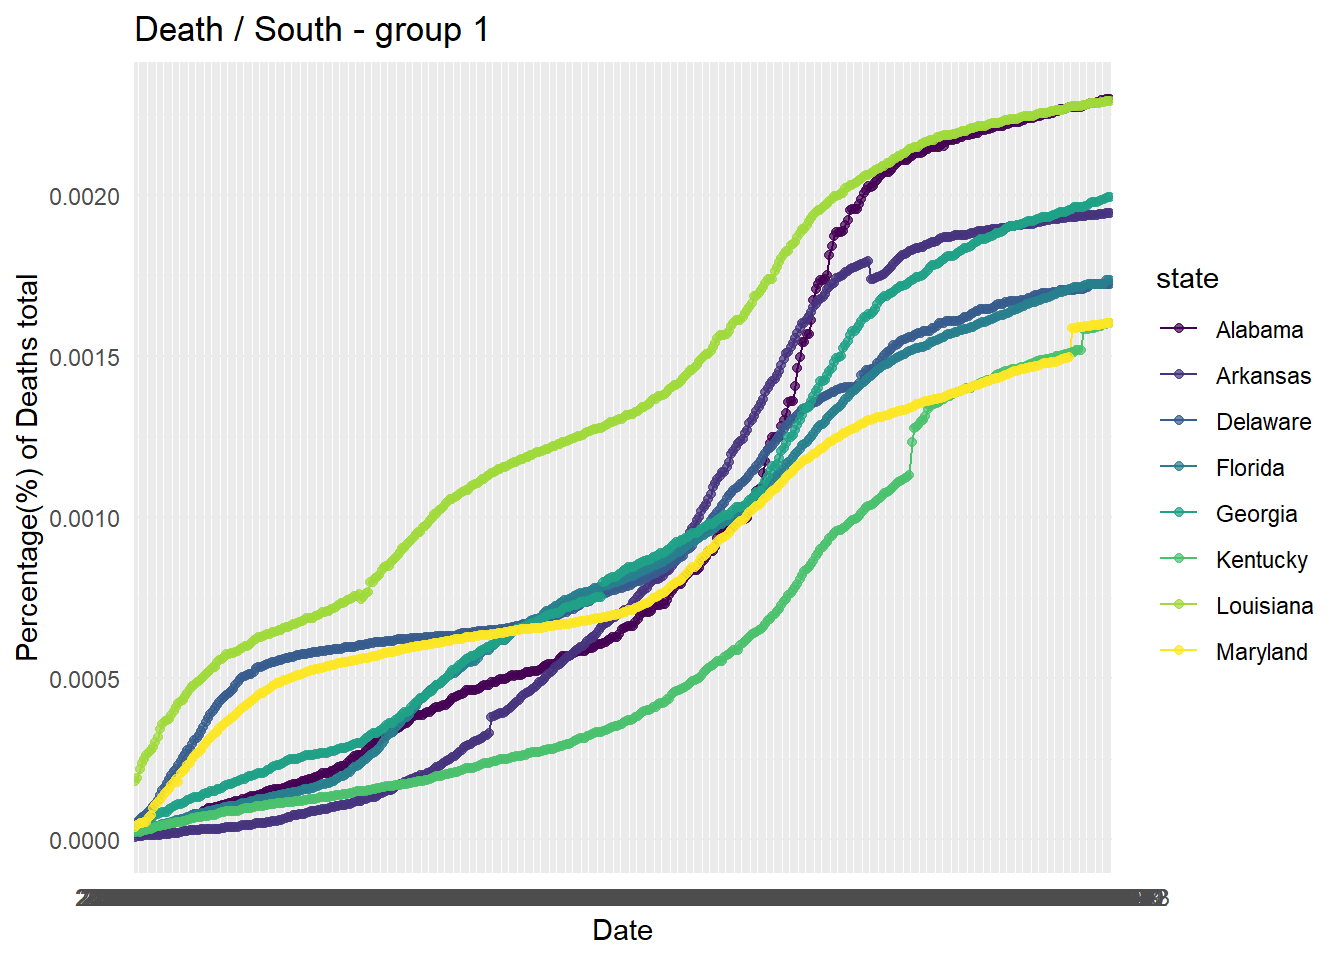 Death / South - group 1
Percentage(%) of Deaths total
0.0020
0.0015
0.0010
0.0005
0.0000
Date
state
Alabama
Arkansas
Delaware
Florida
Georgia
Kentucky
Louisiana
Maryland